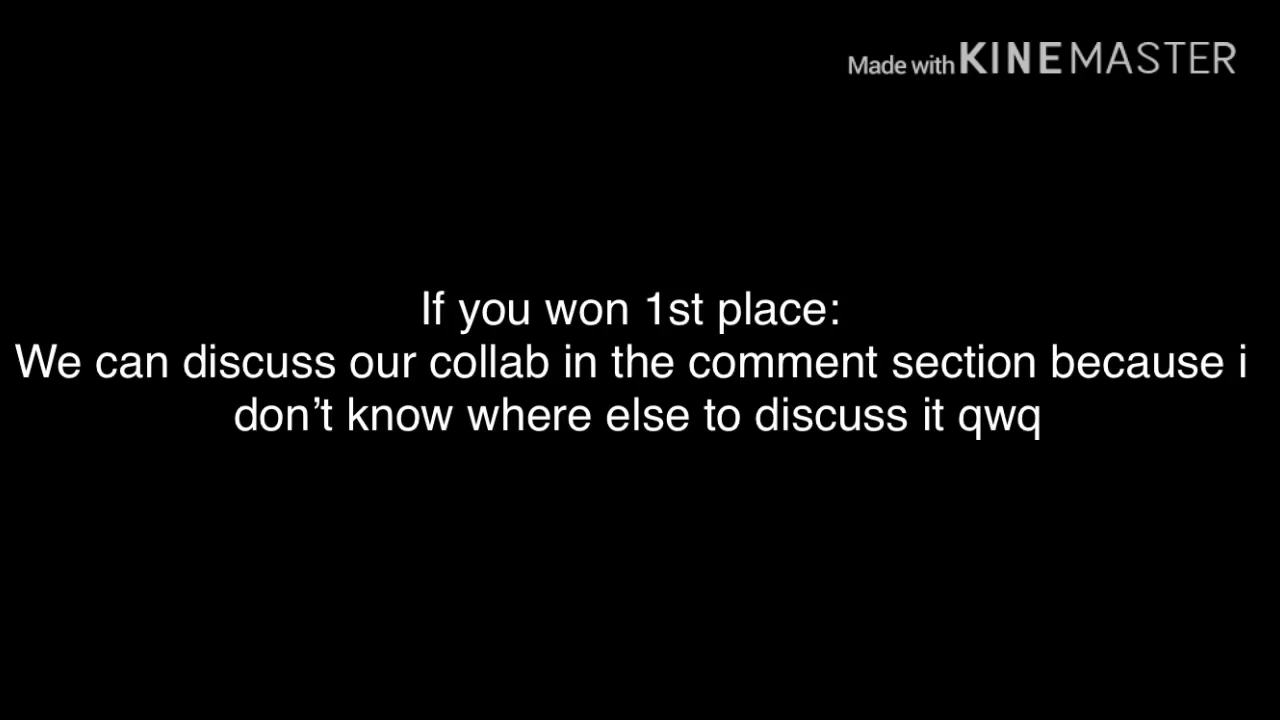 Made with KINEMASTER
If you won 1st place:
We can discuss our collab in the comment section because i
don’t know where else to discuss it qwq